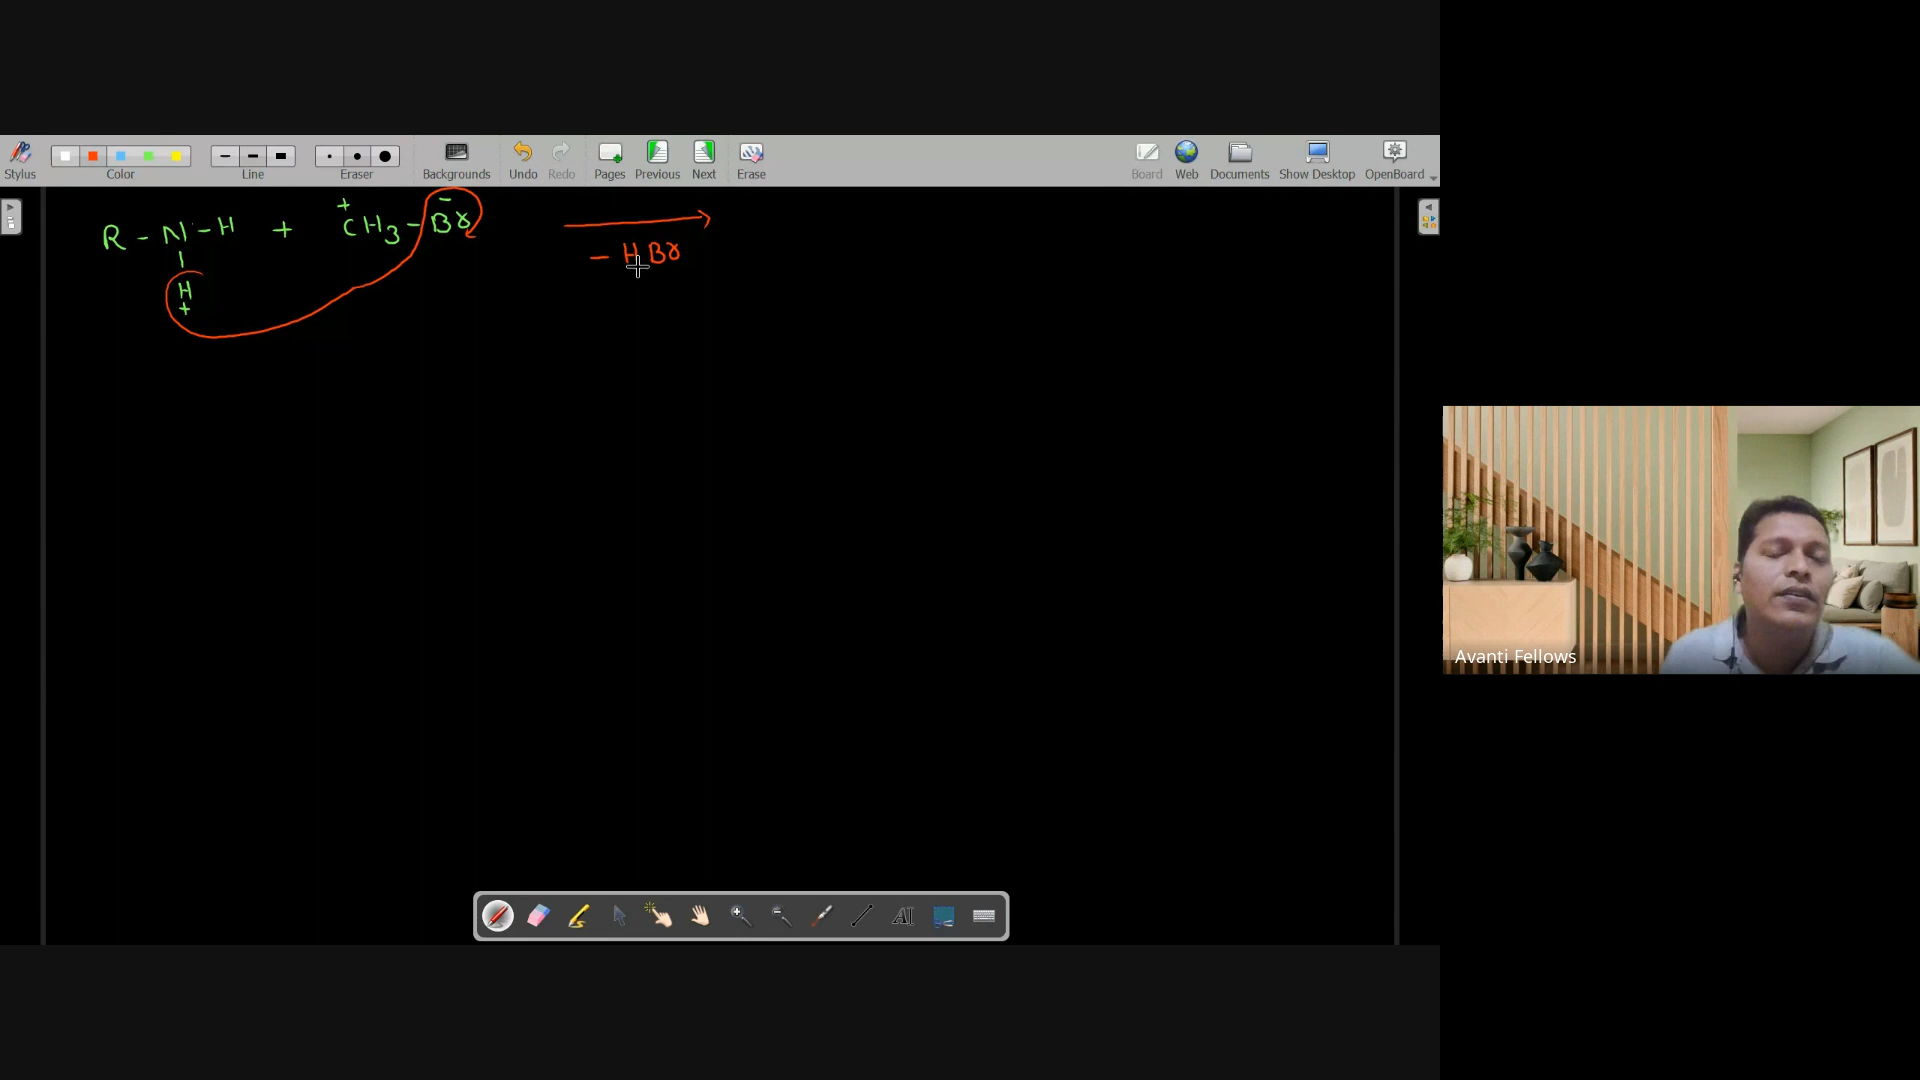 Stylus Color Line Eraser Backgrounds Undo Redo Pages Previous Next Erase Board Web Documents Show Desktop OpenBoard
R - N - H + CH3 - Br
+ -
|
H
+
- HBr
AI
Avanti Fellows